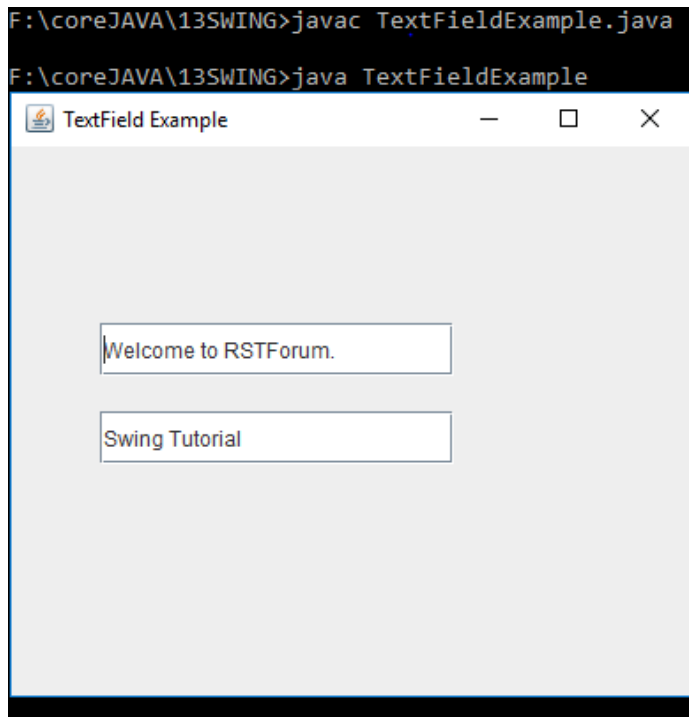 F:\coreJAVA\13SWING>javac TextFieldExample.java
F:\coreJAVA\13SWING>java TextFieldExample
TextField Example
Welcome to RSTForum.
Swing Tutorial